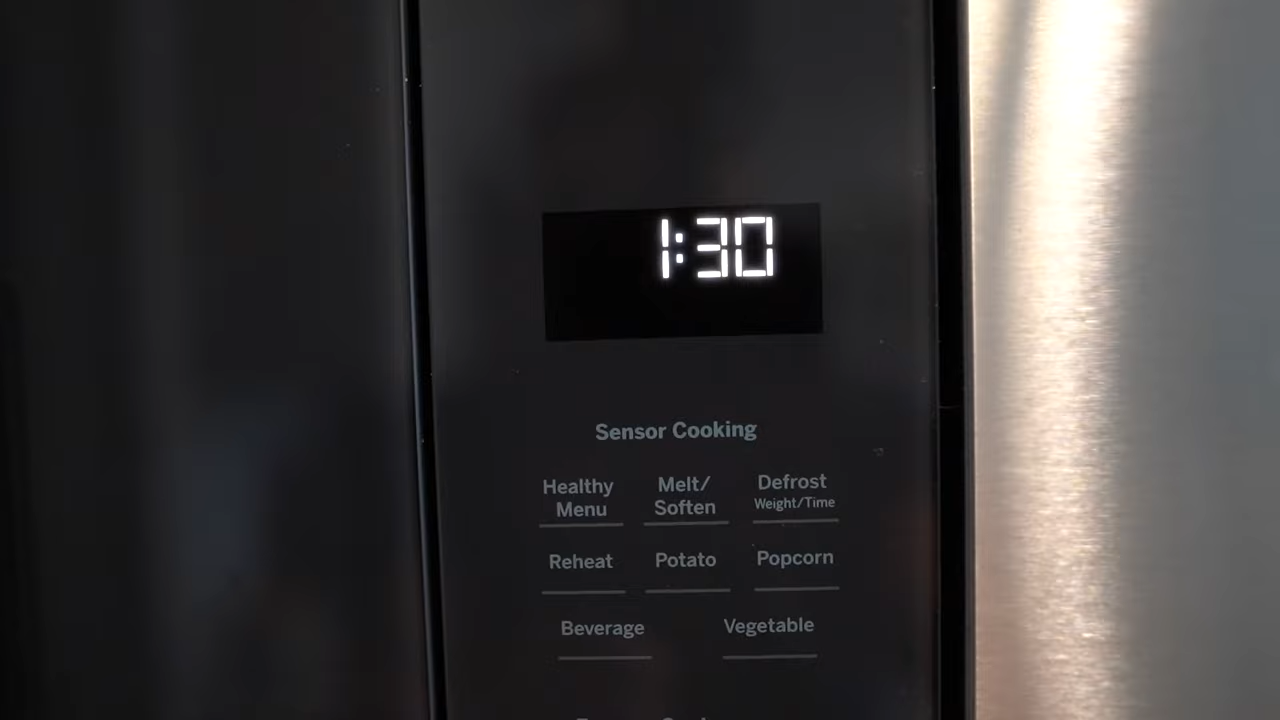 1:30
Sensor Cooking
Healthy Menu
Melt/ Soften
Defrost Weight/Time
Reheat
Potato
Popcorn
Beverage
Vegetable